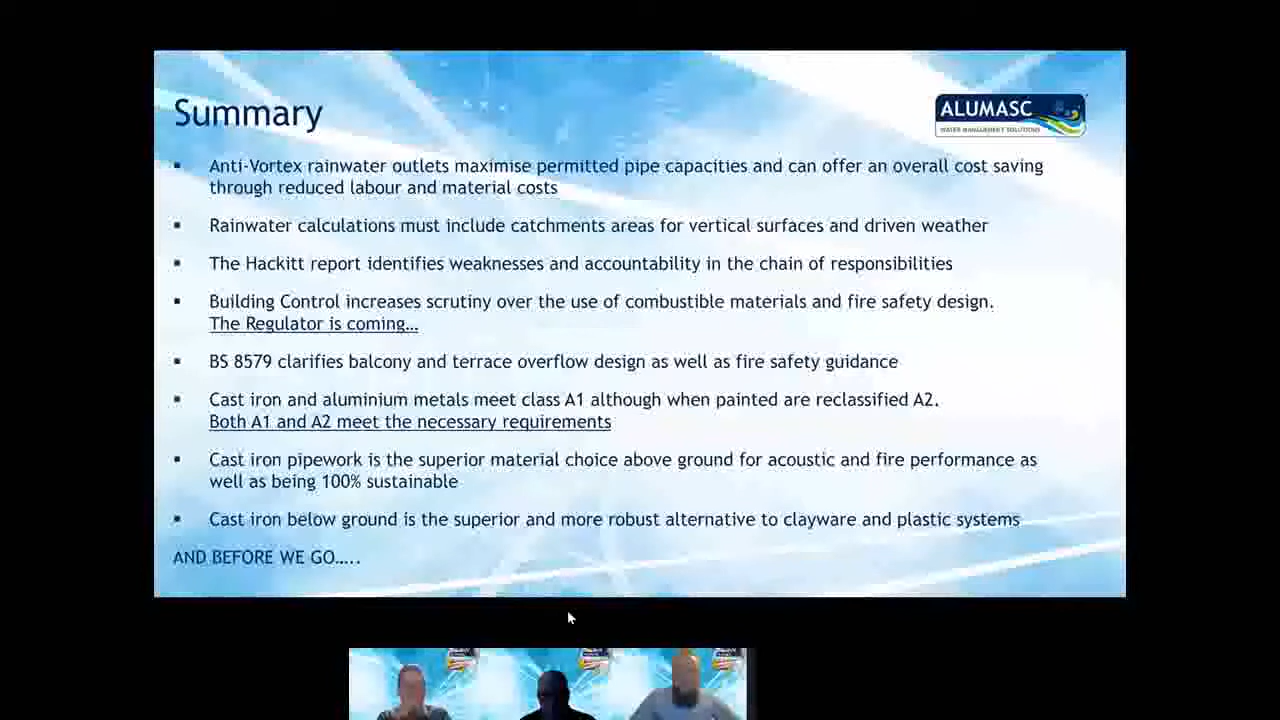 Summary
ALUMASC
WATER MANAGEMENT SOLUTIONS
Anti-Vortex rainwater outlets maximise permitted pipe capacities and can offer an overall cost saving
through reduced labour and material costs
Rainwater calculations must include catchments areas for vertical surfaces and driven weather
The Hackitt report identifies weaknesses and accountability in the chain of responsibilities
Building Control increases scrutiny over the use of combustible materials and fire safety design.
The Regulator is coming…
BS 8579 clarifies balcony and terrace overflow design as well as fire safety guidance
Cast iron and aluminium metals meet class A1 although when painted are reclassified A2.
Both A1 and A2 meet the necessary requirements
Cast iron pipework is the superior material choice above ground for acoustic and fire performance as
well as being 100% sustainable
Cast iron below ground is the superior and more robust alternative to clayware and plastic systems
AND BEFORE WE GO…..